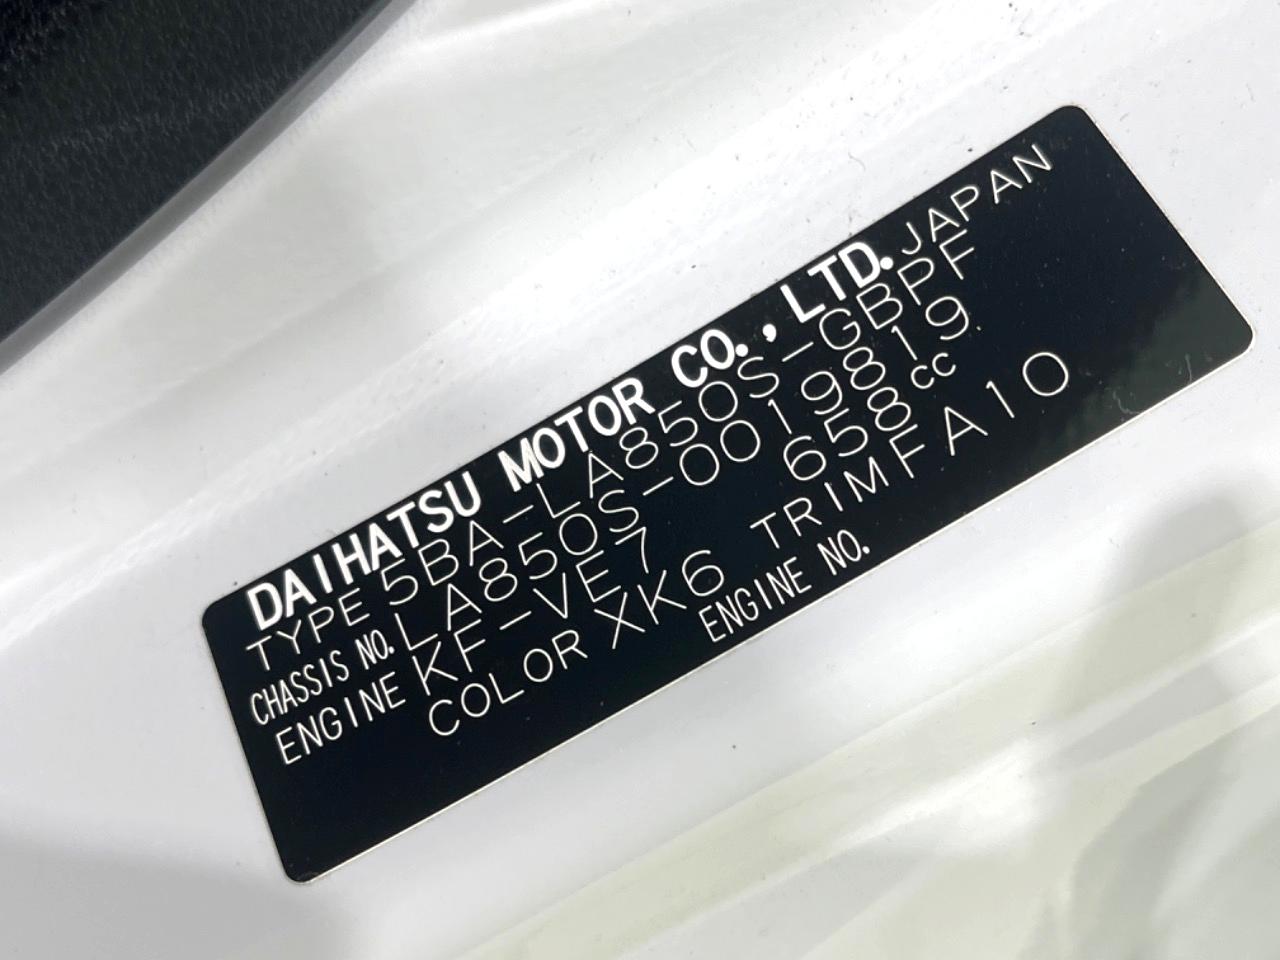 DAIHATSU MOTOR CO., LTD. JAPAN
TYPE 5BA-LA850S-GBPF
CHASSIS NO. LA850S-0019819
ENGINE KF-VE7 658cc
COLOR XK6 TRIM FA10
ENGINE NO.